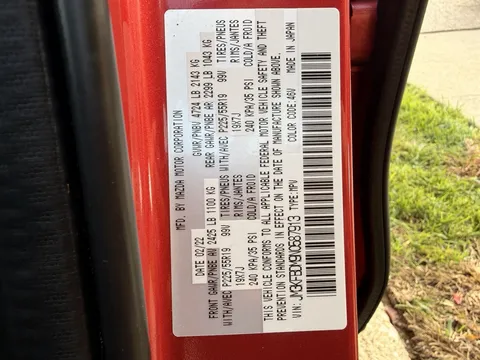 MFD. BY MAZDA MOTOR CORPORATION
DATE 02/22 GVWR/PNBV 4724 LB 2143 KG
FRONT GAWR/PNBE AV 2425 LB 1100 KG REAR GAWR/PNBE AR 2299 LB 1043 KG
WITH/AVEC P225/55R19 99V TIRES/PNEUS WITH/AVEC P225/55R19 99V TIRES/PNEUS
19X7J RIMS/JANTES 19X7J RIMS/JANTES
240 KPA/35 PSI COLD/A FROID 240 KPA/35 PSI COLD/A FROID
THIS VEHICLE CONFORMS TO ALL APPLICABLE FEDERAL MOTOR VEHICLE SAFETY AND THEFT
PREVENTION STANDARDS IN EFFECT ON THE DATE OF MANUFACTURE SHOWN ABOVE.
VIN: JM3KFBDM9N0687913 TYPE:MPV COLOR CODE:46V MADE IN JAPAN